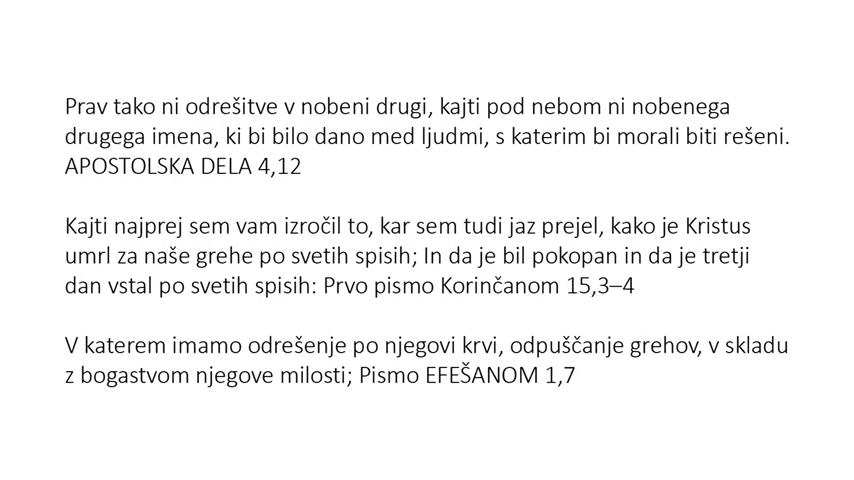 Prav tako ni odrešitve v nobeni drugi, kajti pod nebom ni nobenega
drugega imena, ki bi bilo dano med ljudmi, s katerim bi morali biti rešeni.
APOSTOLSKA DELA 4,12
Kajti najprej sem vam izročil to, kar sem tudi jaz prejel, kako je Kristus
umrl za naše grehe po svetih spisih; In da je bil pokopan in da je tretji
dan vstal po svetih spisih: Prvo pismo Korinčanom 15,3–4
V katerem imamo odrešenje po njegovi krvi, odpuščanje grehov, v skladu
z bogastvom njegove milosti; Pismo EFEŠANOM 1,7